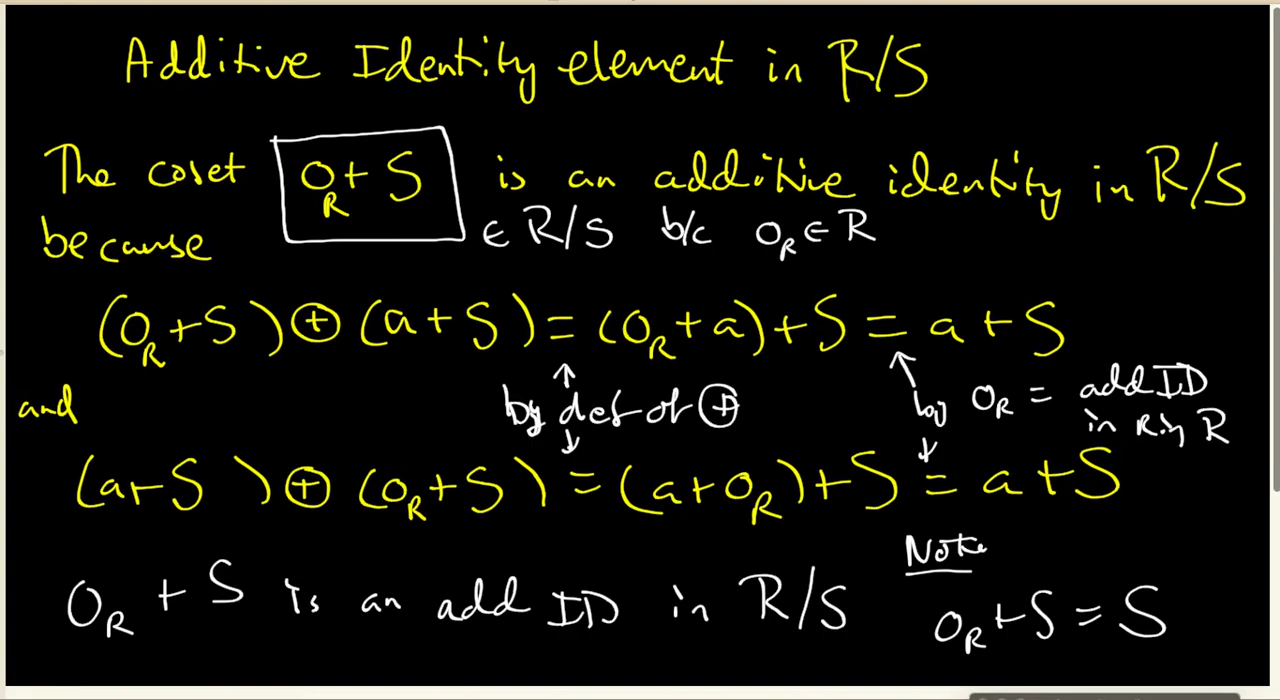 Additive Identity element in R/S
The coset 0_R + S is an additive identity in R/S
because ∈ R/S b/c 0_R ∈ R
(0_R + S) ⊕ (a + S) = (0_R + a) + S = a + S
and by def of ⊕ by 0_R = add ID
in ring R
(a + S) ⊕ (0_R + S) = (a + 0_R) + S = a + S
Note
0_R + S is an add ID in R/S 0_R + S = S